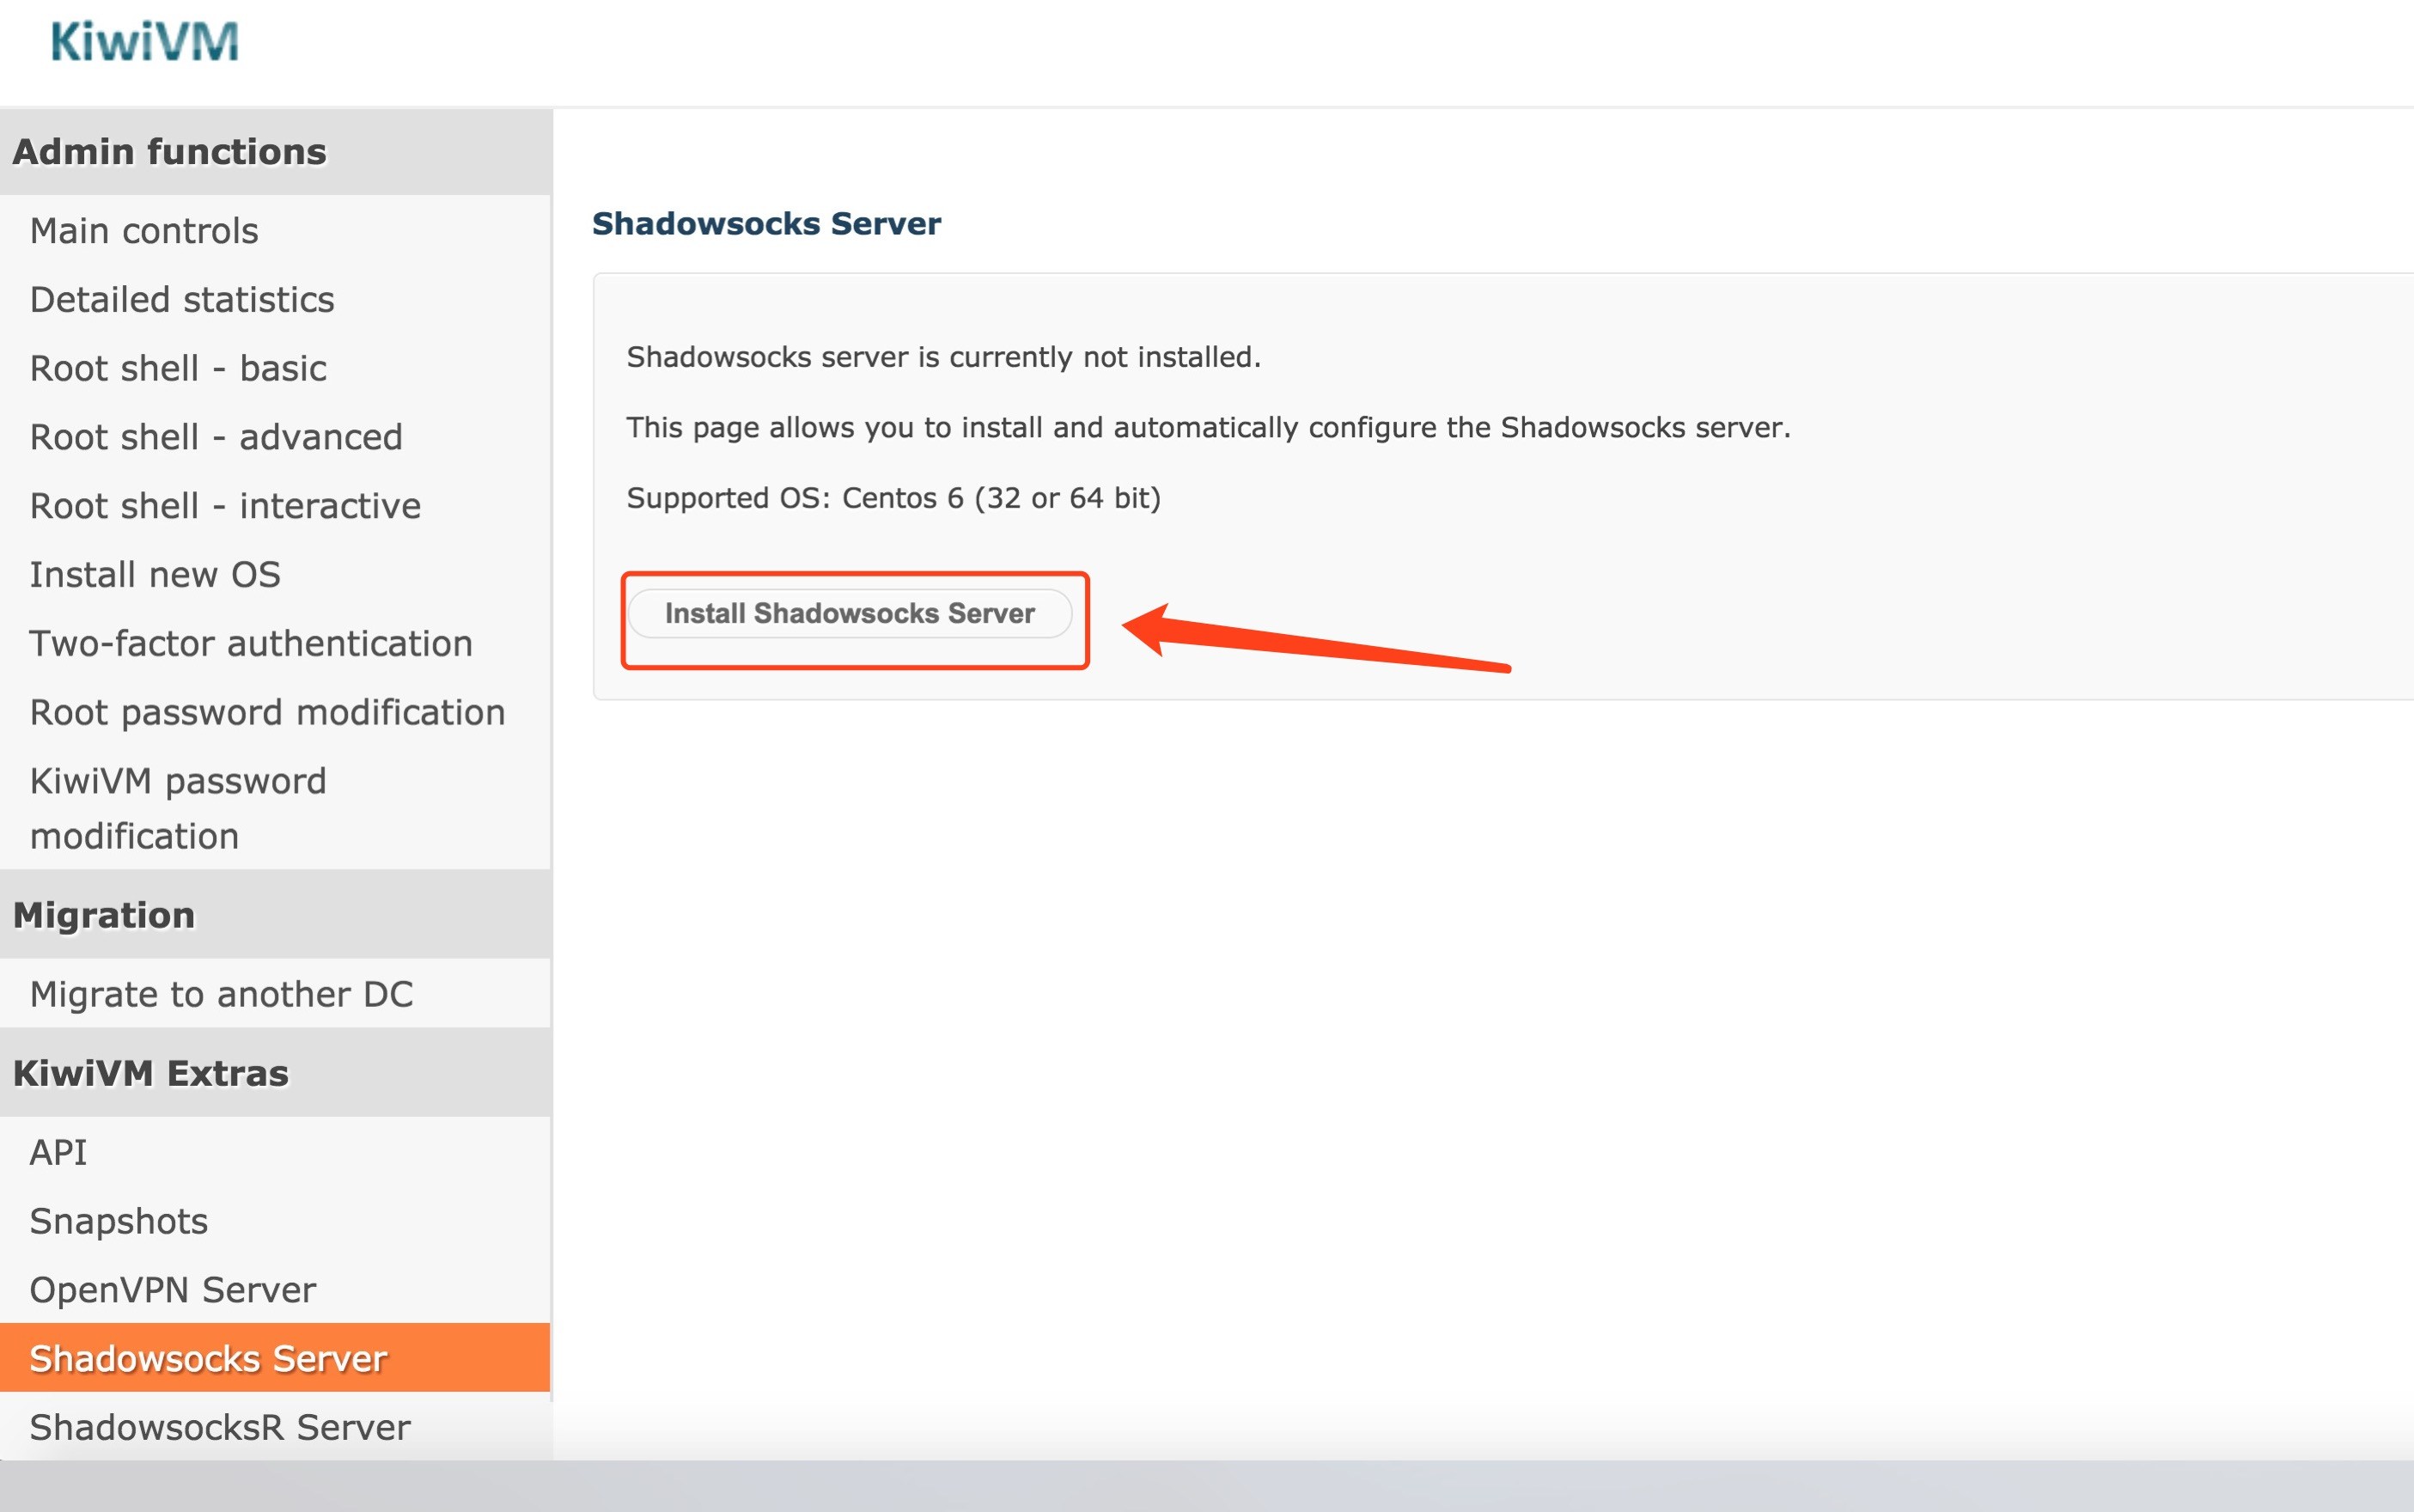 KiwiVM
Admin functions
Main controls
Detailed statistics
Root shell - basic
Root shell - advanced
Root shell - interactive
Install new OS
Two-factor authentication
Root password modification
KiwiVM password
modification
Migration
Migrate to another DC
KiwiVM Extras
API
Snapshots
OpenVPN Server
Shadowsocks Server
ShadowsocksR Server
Shadowsocks Server
Shadowsocks server is currently not installed.
This page allows you to install and automatically configure the Shadowsocks server.
Supported OS: Centos 6 (32 or 64 bit)
Install Shadowsocks Server